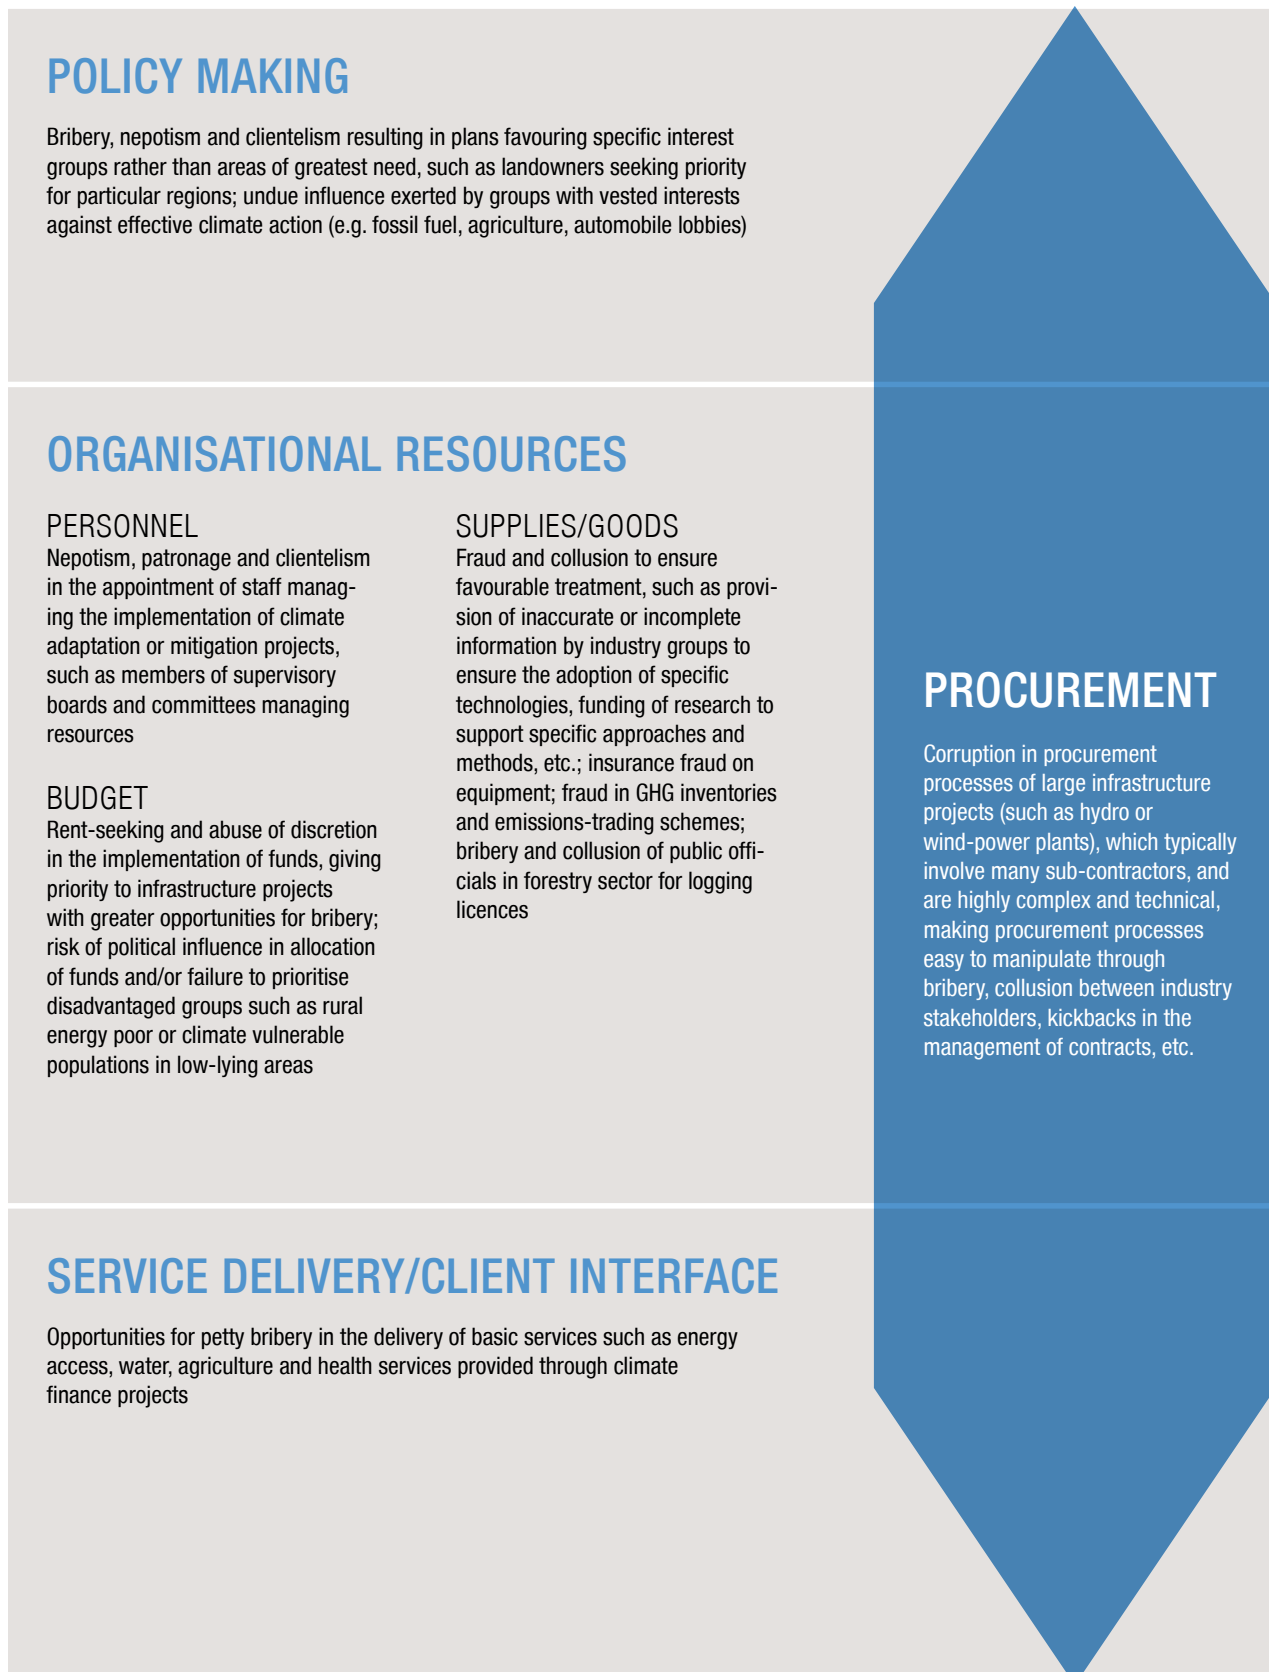 POLICY MAKING
Bribery, nepotism and clientelism resulting in plans favouring specific interest
groups rather than areas of greatest need, such as landowners seeking priority
for particular regions; undue influence exerted by groups with vested interests
against effective climate action (e.g. fossil fuel, agriculture, automobile lobbies)
ORGANISATIONAL RESOURCES
PERSONNEL
Nepotism, patronage and clientelism
in the appointment of staff manag-
ing the implementation of climate
adaptation or mitigation projects,
such as members of supervisory
boards and committees managing
resources
BUDGET
Rent-seeking and abuse of discretion
in the implementation of funds, giving
priority to infrastructure projects
with greater opportunities for bribery;
risk of political influence in allocation
of funds and/or failure to prioritise
disadvantaged groups such as rural
energy poor or climate vulnerable
populations in low-lying areas
SUPPLIES/GOODS
Fraud and collusion to ensure
favourable treatment, such as provi-
sion of inaccurate or incomplete
information by industry groups to
ensure the adoption of specific
technologies, funding of research to
support specific approaches and
methods, etc.; insurance fraud on
equipment; fraud in GHG inventories
and emissions-trading schemes;
bribery and collusion of public offi-
cials in forestry sector for logging
licences
PROCUREMENT
Corruption in procurement
processes of large infrastructure
projects (such as hydro or
wind-power plants), which typically
involve many sub-contractors, and
are highly complex and technical,
making procurement processes
easy to manipulate through
bribery, collusion between industry
stakeholders, kickbacks in the
management of contracts, etc.
SERVICE DELIVERY/CLIENT INTERFACE
Opportunities for petty bribery in the delivery of basic services such as energy
access, water, agriculture and health services provided through climate
finance projects